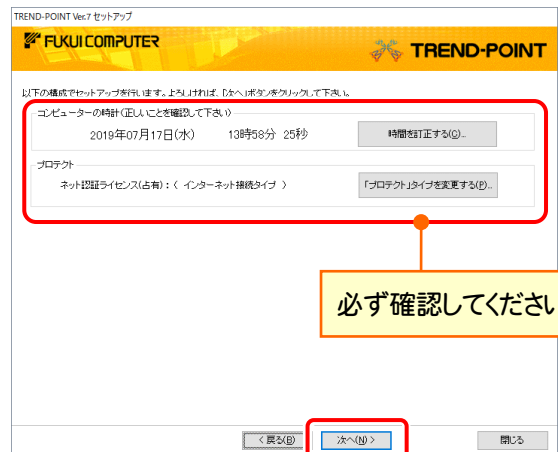 TREND-POINT Ver.7 セットアップ
FUKUI COMPUTER
TREND-POINT
以下の構成でセットアップを行います。よろしければ、「次へ」ボタンをクリックして下さい。
コンピューターの時計(正しいことを確認して下さい)
2019年07月17日(水) 13時58分 25秒
時間を訂正する(C)...
プロテクト
ネット認証ライセンス(占有):( インターネット接続タイプ )
「プロテクト」タイプを変更する(P)...
必ず確認してくださ
< 戻る(B)
次へ(N) >
閉じる